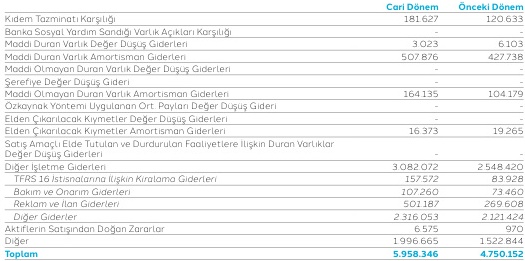 Cari Dönem Önceki Dönem
Kıdem Tazminatı Karşılığı 181.627 120.633
Banka Sosyal Yardım Sandığı Varlık Açıkları Karşılığı - -
Maddi Duran Varlık Değer Düşüş Giderleri 3.023 6.103
Maddi Duran Varlık Amortisman Giderleri 507.876 427.738
Maddi Olmayan Duran Varlık Değer Düşüş Giderleri - -
Şerefiye Değer Düşüş Gideri - -
Maddi Olmayan Duran Varlık Amortisman Giderleri 164.135 104.179
Özkaynak Yöntemi Uygulanan Ort. Payları Değer Düşüş Gideri - -
Elden Çıkarılacak Kıymetler Değer Düşüş Giderleri - -
Elden Çıkarılacak Kıymetler Amortisman Giderleri 16.373 19.265
Satış Amaçlı Elde Tutulan ve Durdurulan Faaliyetlere İlişkin Duran Varlıklar
Değer Düşüş Giderleri - -
Diğer İşletme Giderleri 3.082.072 2.548.420
TFRS 16 İstisnalarına İlişkin Kiralama Giderleri 157.572 83.928
Bakım ve Onarım Giderleri 107.260 73.460
Reklam ve İlan Giderleri 501.187 269.608
Diğer Giderler 2.316.053 2.121.424
Aktiflerin Satışından Doğan Zararlar 6.575 970
Diğer 1.996.665 1.522.844
Toplam 5.958.346 4.750.152